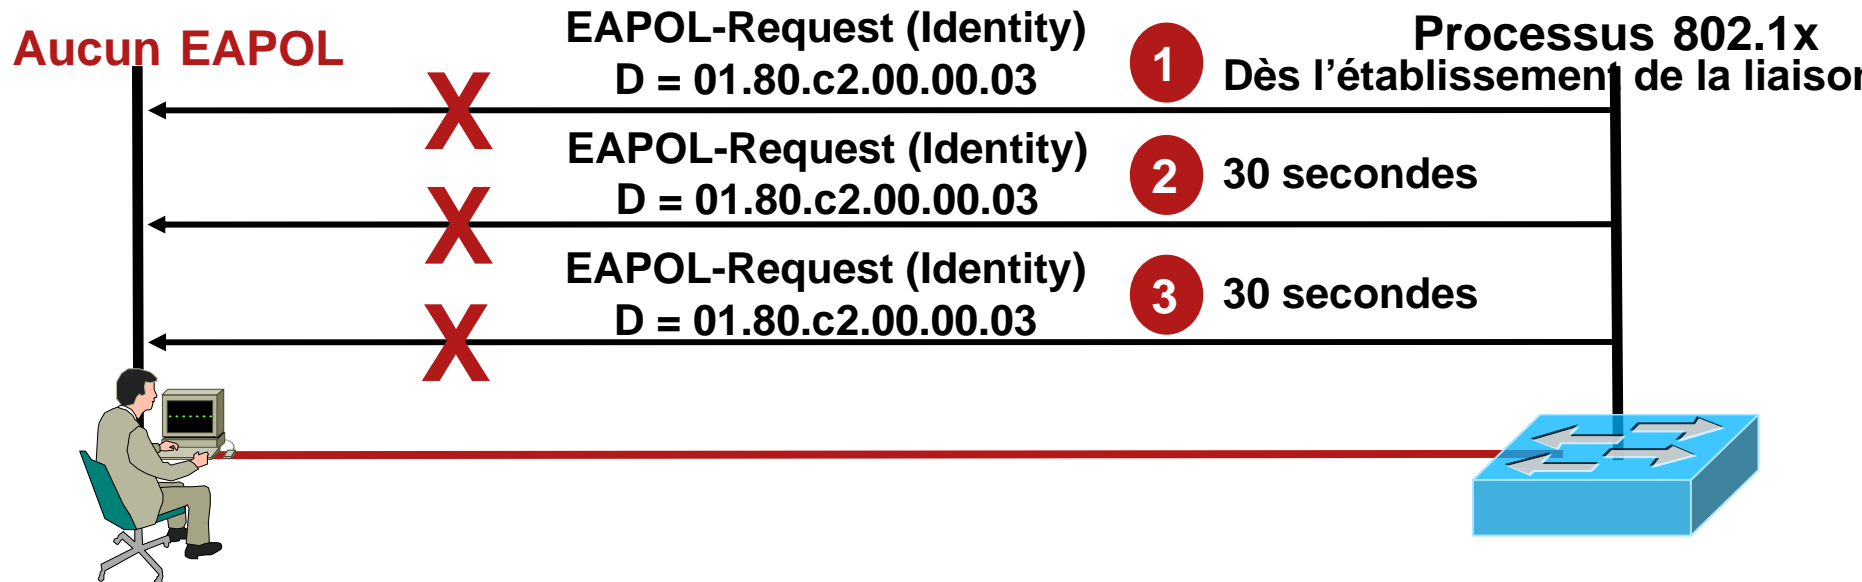 Aucun EAPOL
EAPOL-Request (Identity)
D = 01.80.c2.00.00.03
1
Processus 802.1x
Dès l’établissement de la liaison
EAPOL-Request (Identity)
D = 01.80.c2.00.00.03
2
30 secondes
EAPOL-Request (Identity)
D = 01.80.c2.00.00.03
3
30 secondes
X
X
X